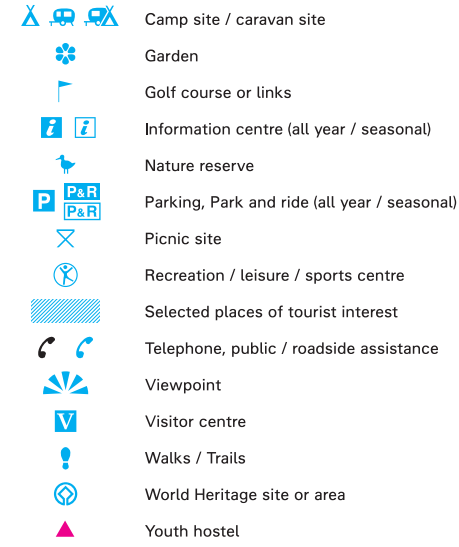 Camp site / caravan site
Garden
Golf course or links
i i Information centre (all year / seasonal)
Nature reserve
P P&R Parking, Park and ride (all year / seasonal)
P&R
Picnic site
Recreation / leisure / sports centre
Selected places of tourist interest
Telephone, public / roadside assistance
Viewpoint
V Visitor centre
Walks / Trails
World Heritage site or area
Youth hostel